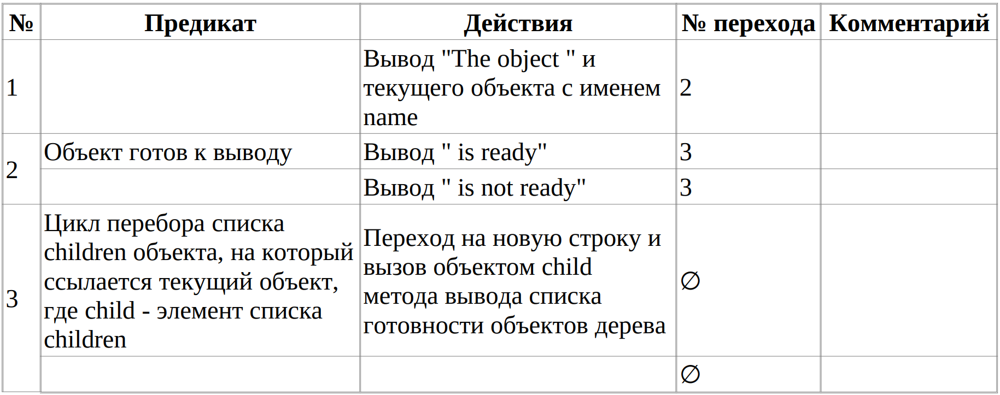 № Предикат Действия № перехода Комментарий
1 Вывод "The object " и
текущего объекта с именем
name 2
2 Объект готов к выводу Вывод " is ready" 3
Вывод " is not ready" 3
3 Цикл перебора списка
children объекта, на который
ссылается текущий объект,
где child - элемент списка
children
Переход на новую строку и
вызов объектом child
метода вывода списка
готовности объектов дерева
∅
∅